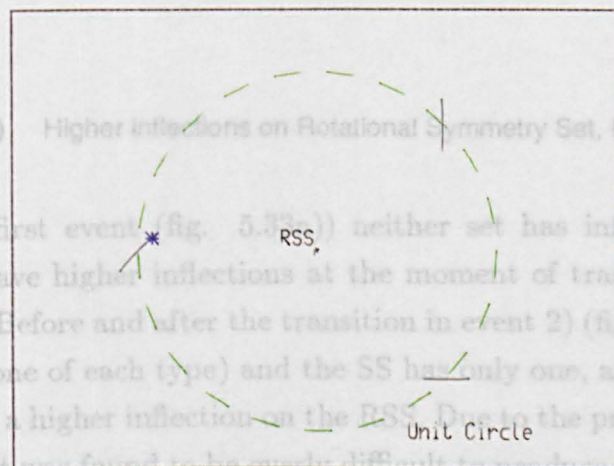 ) Higher Inflections on Rotational Symmetry Set,
first event (fig. 5.33a)) neither set has in
ave higher inflections at the moment of tra
RSS
Before and after the transition in event 2) (fi
one of each type) and the SS has only one, a
a higher inflection on the RSS. Due to the p
Unit Circle
t was found to be overly difficult to produce